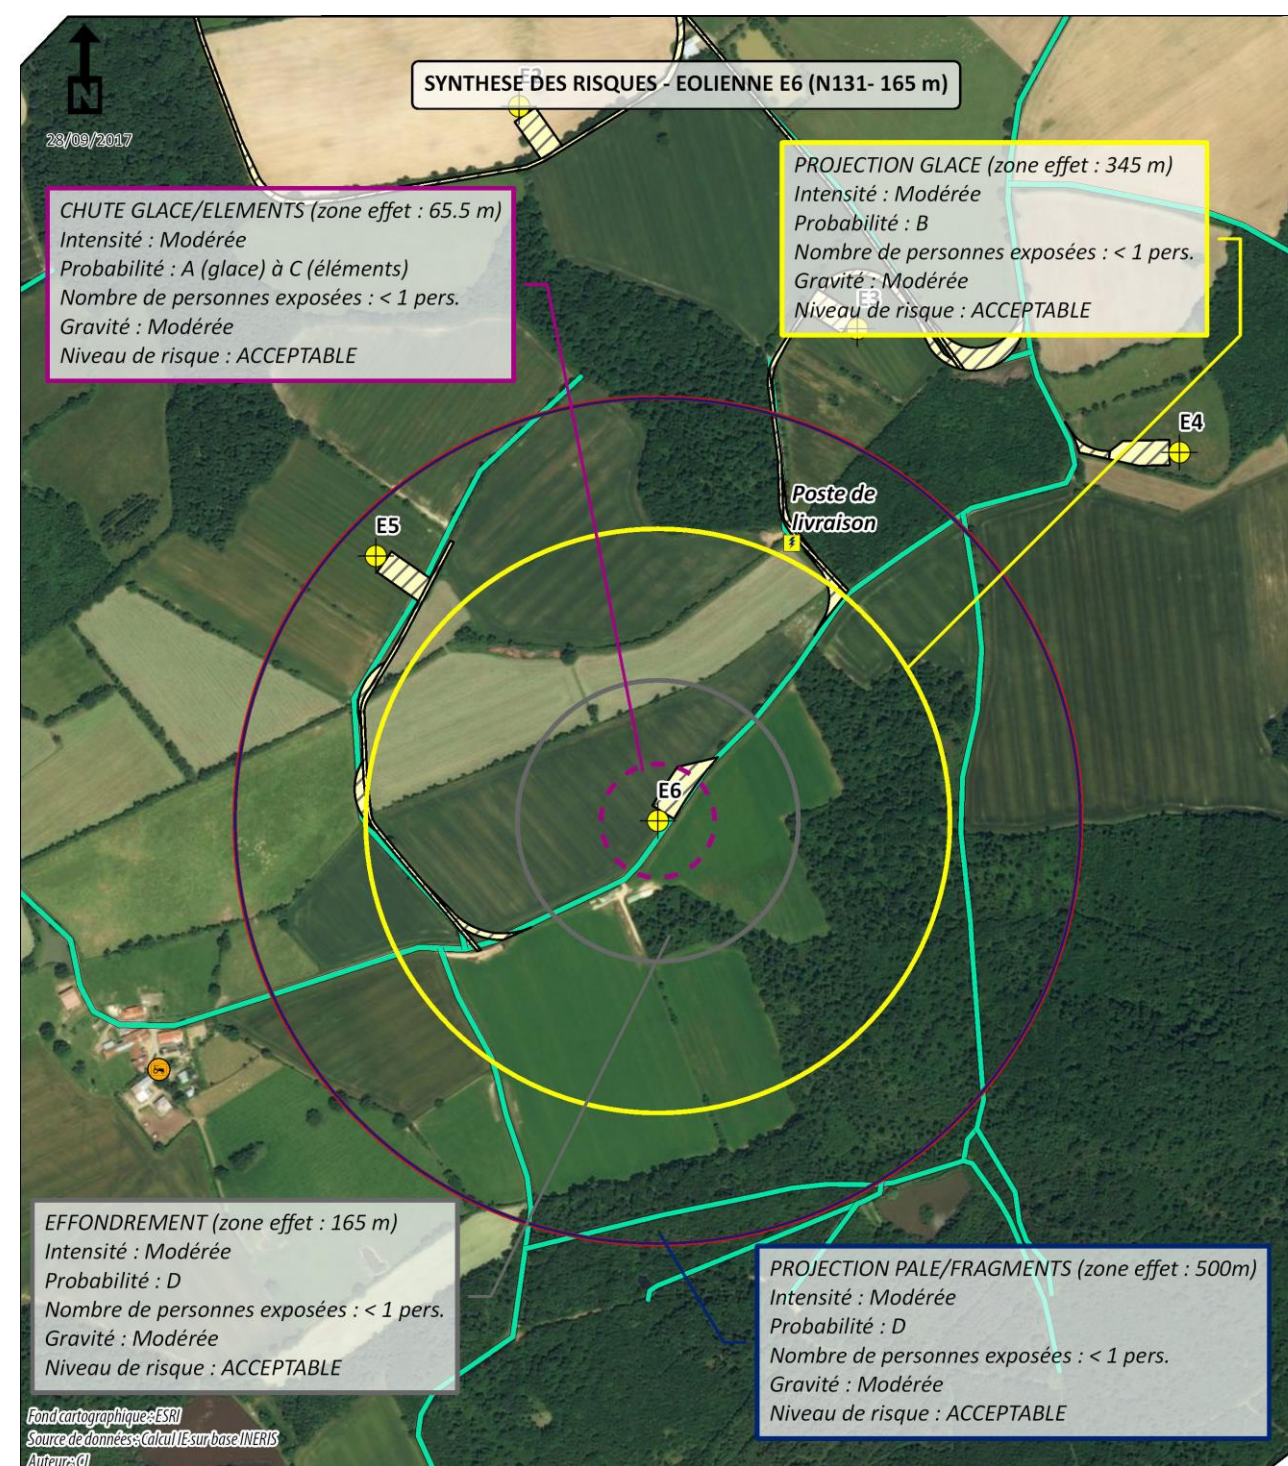 SYNTHESE DES RISQUES - EOLIENNE E6 (N131- 165 m)
N
28/09/2017
PROJECTION GLACE (zone effet : 345 m)
Intensité : Modérée
Probabilité : B
Nombre de personnes exposées : < 1 pers.
Gravité : Modérée
Niveau de risque : ACCEPTABLE
CHUTE GLACE/ELEMENTS (zone effet : 65.5 m)
Intensité : Modérée
Probabilité : A (glace) à C (éléments)
Nombre de personnes exposées : < 1 pers.
Gravité : Modérée
Niveau de risque : ACCEPTABLE
E3
E4
Poste de
livraison
E5
E6
EFFONDREMENT (zone effet : 165 m)
Intensité : Modérée
Probabilité : D
Nombre de personnes exposées : < 1 pers.
Gravité : Modérée
Niveau de risque : ACCEPTABLE
PROJECTION PALE/FRAGMENTS (zone effet : 500m)
Intensité : Modérée
Probabilité : D
Nombre de personnes exposées : < 1 pers.
Gravité : Modérée
Niveau de risque : ACCEPTABLE
Fond cartographique : ESRI
Source de données : Calcul IE sur base INERIS
Auteur : CJ